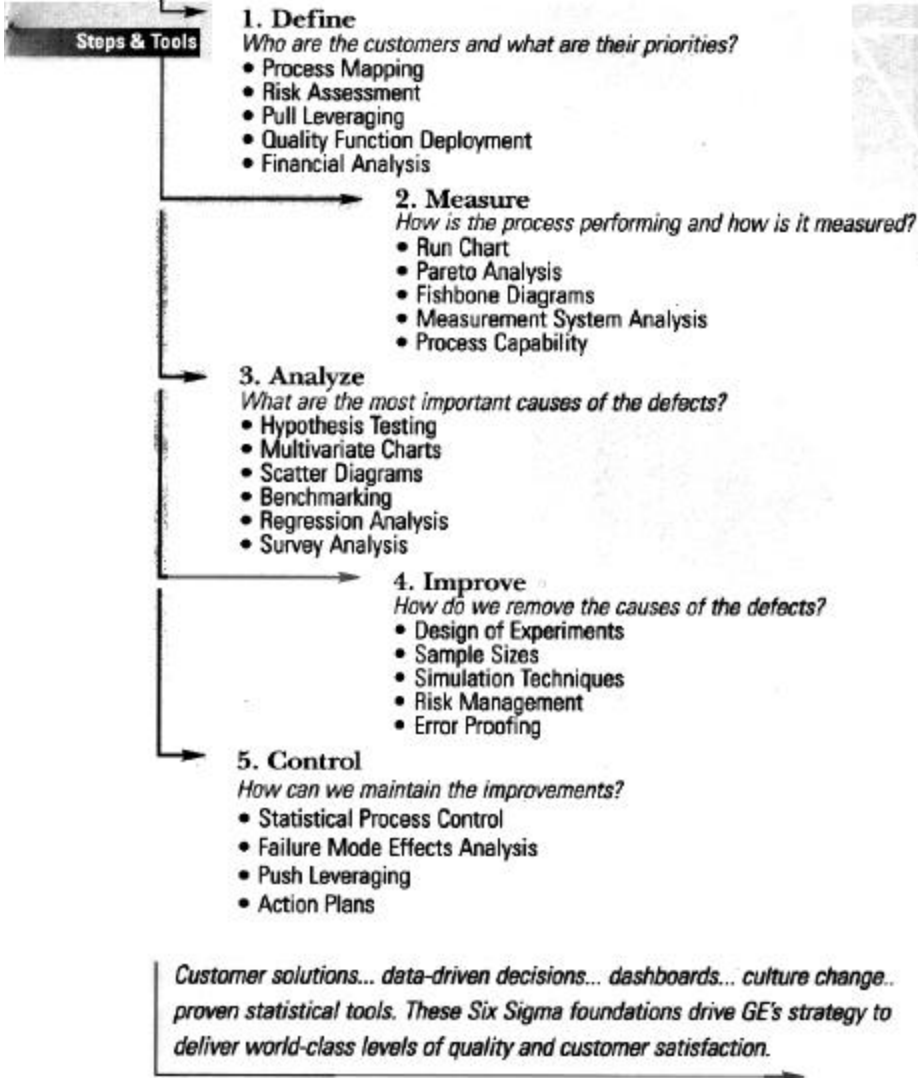 Steps & Tools
1. Define
Who are the customers and what are their priorities?
• Process Mapping
• Risk Assessment
• Pull Leveraging
• Quality Function Deployment
• Financial Analysis
2. Measure
How is the process performing and how is it measured?
• Run Chart
• Pareto Analysis
• Fishbone Diagrams
• Measurement System Analysis
• Process Capability
3. Analyze
What are the most important causes of the defects?
• Hypothesis Testing
• Multivariate Charts
• Scatter Diagrams
• Benchmarking
• Regression Analysis
• Survey Analysis
4. Improve
How do we remove the causes of the defects?
• Design of Experiments
• Sample Sizes
• Simulation Techniques
• Risk Management
• Error Proofing
5. Control
How can we maintain the improvements?
• Statistical Process Control
• Failure Mode Effects Analysis
• Push Leveraging
• Action Plans
Customer solutions... data-driven decisions... dashboards... culture change..
proven statistical tools. These Six Sigma foundations drive GE's strategy to
deliver world-class levels of quality and customer satisfaction.